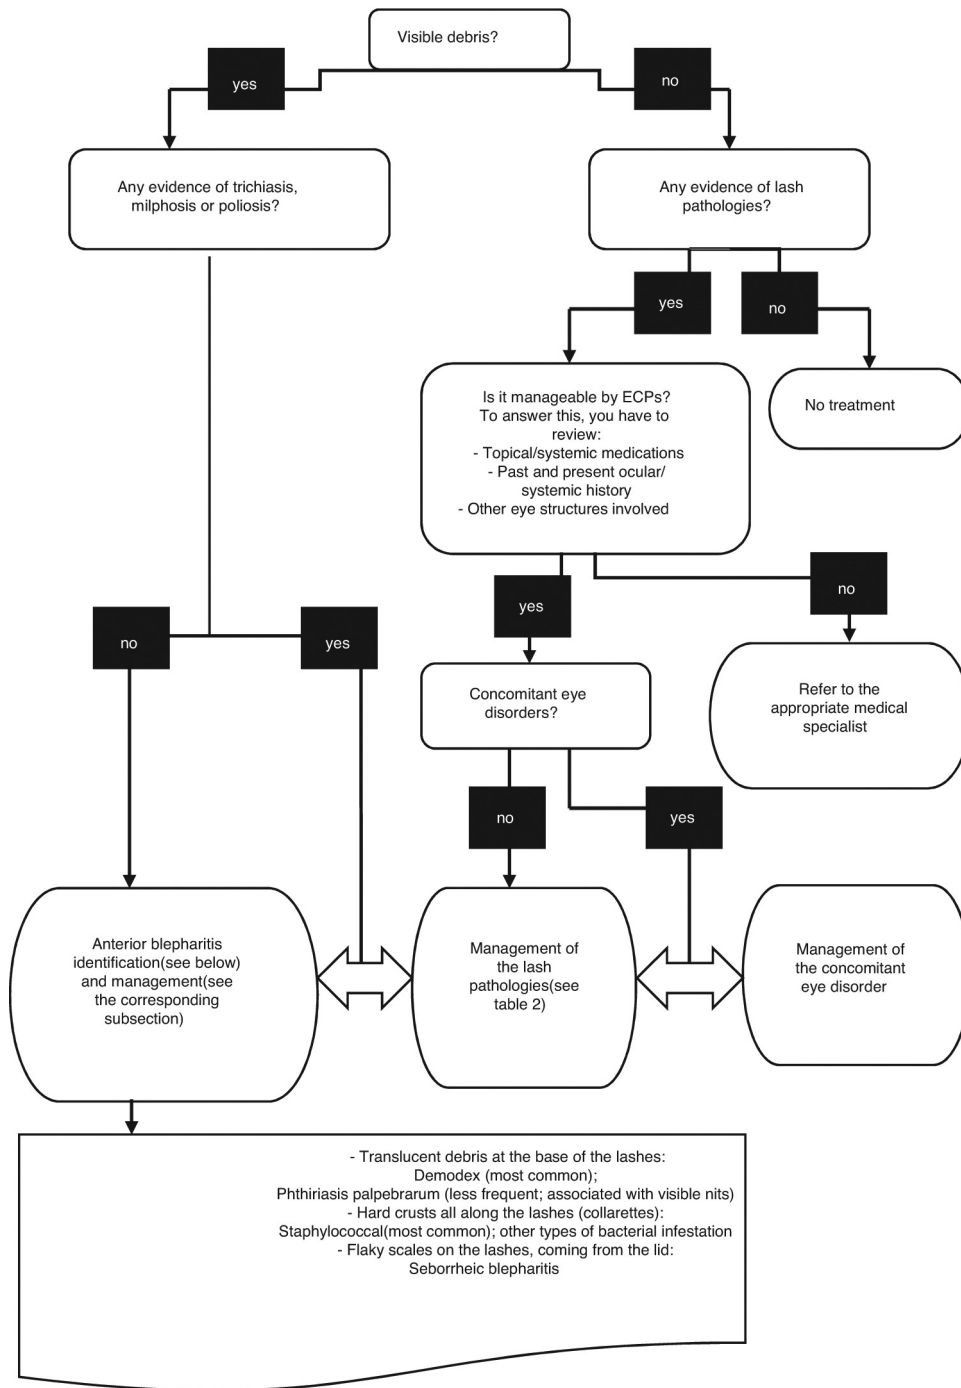 Visible debris?
yes
no
Any evidence of trichiasis,
milphosis or poliosis?
Any evidence of lash
pathologies?
yes
no
Is it manageable by ECPs?
To answer this, you have to
review:
- Topical/systemic medications
- Past and present ocular/
systemic history
- Other eye structures involved
No treatment
yes
no
no
yes
Concomitant eye
disorders?
Refer to the
appropriate medical
specialist
no
yes
Anterior blepharitis
identification(see below)
and management(see
the corresponding
subsection)
Management of
the lash
pathologies(see
table 2)
Management of
the concomitant
eye disorder
- Translucent debris at the base of the lashes:
Demodex (most common);
Phthiriasis palpebrarum (less frequent; associated with visible nits)
- Hard crusts all along the lashes (collarettes):
Staphylococcal(most common); other types of bacterial infestation
- Flaky scales on the lashes, coming from the lid:
Seborrheic blepharitis